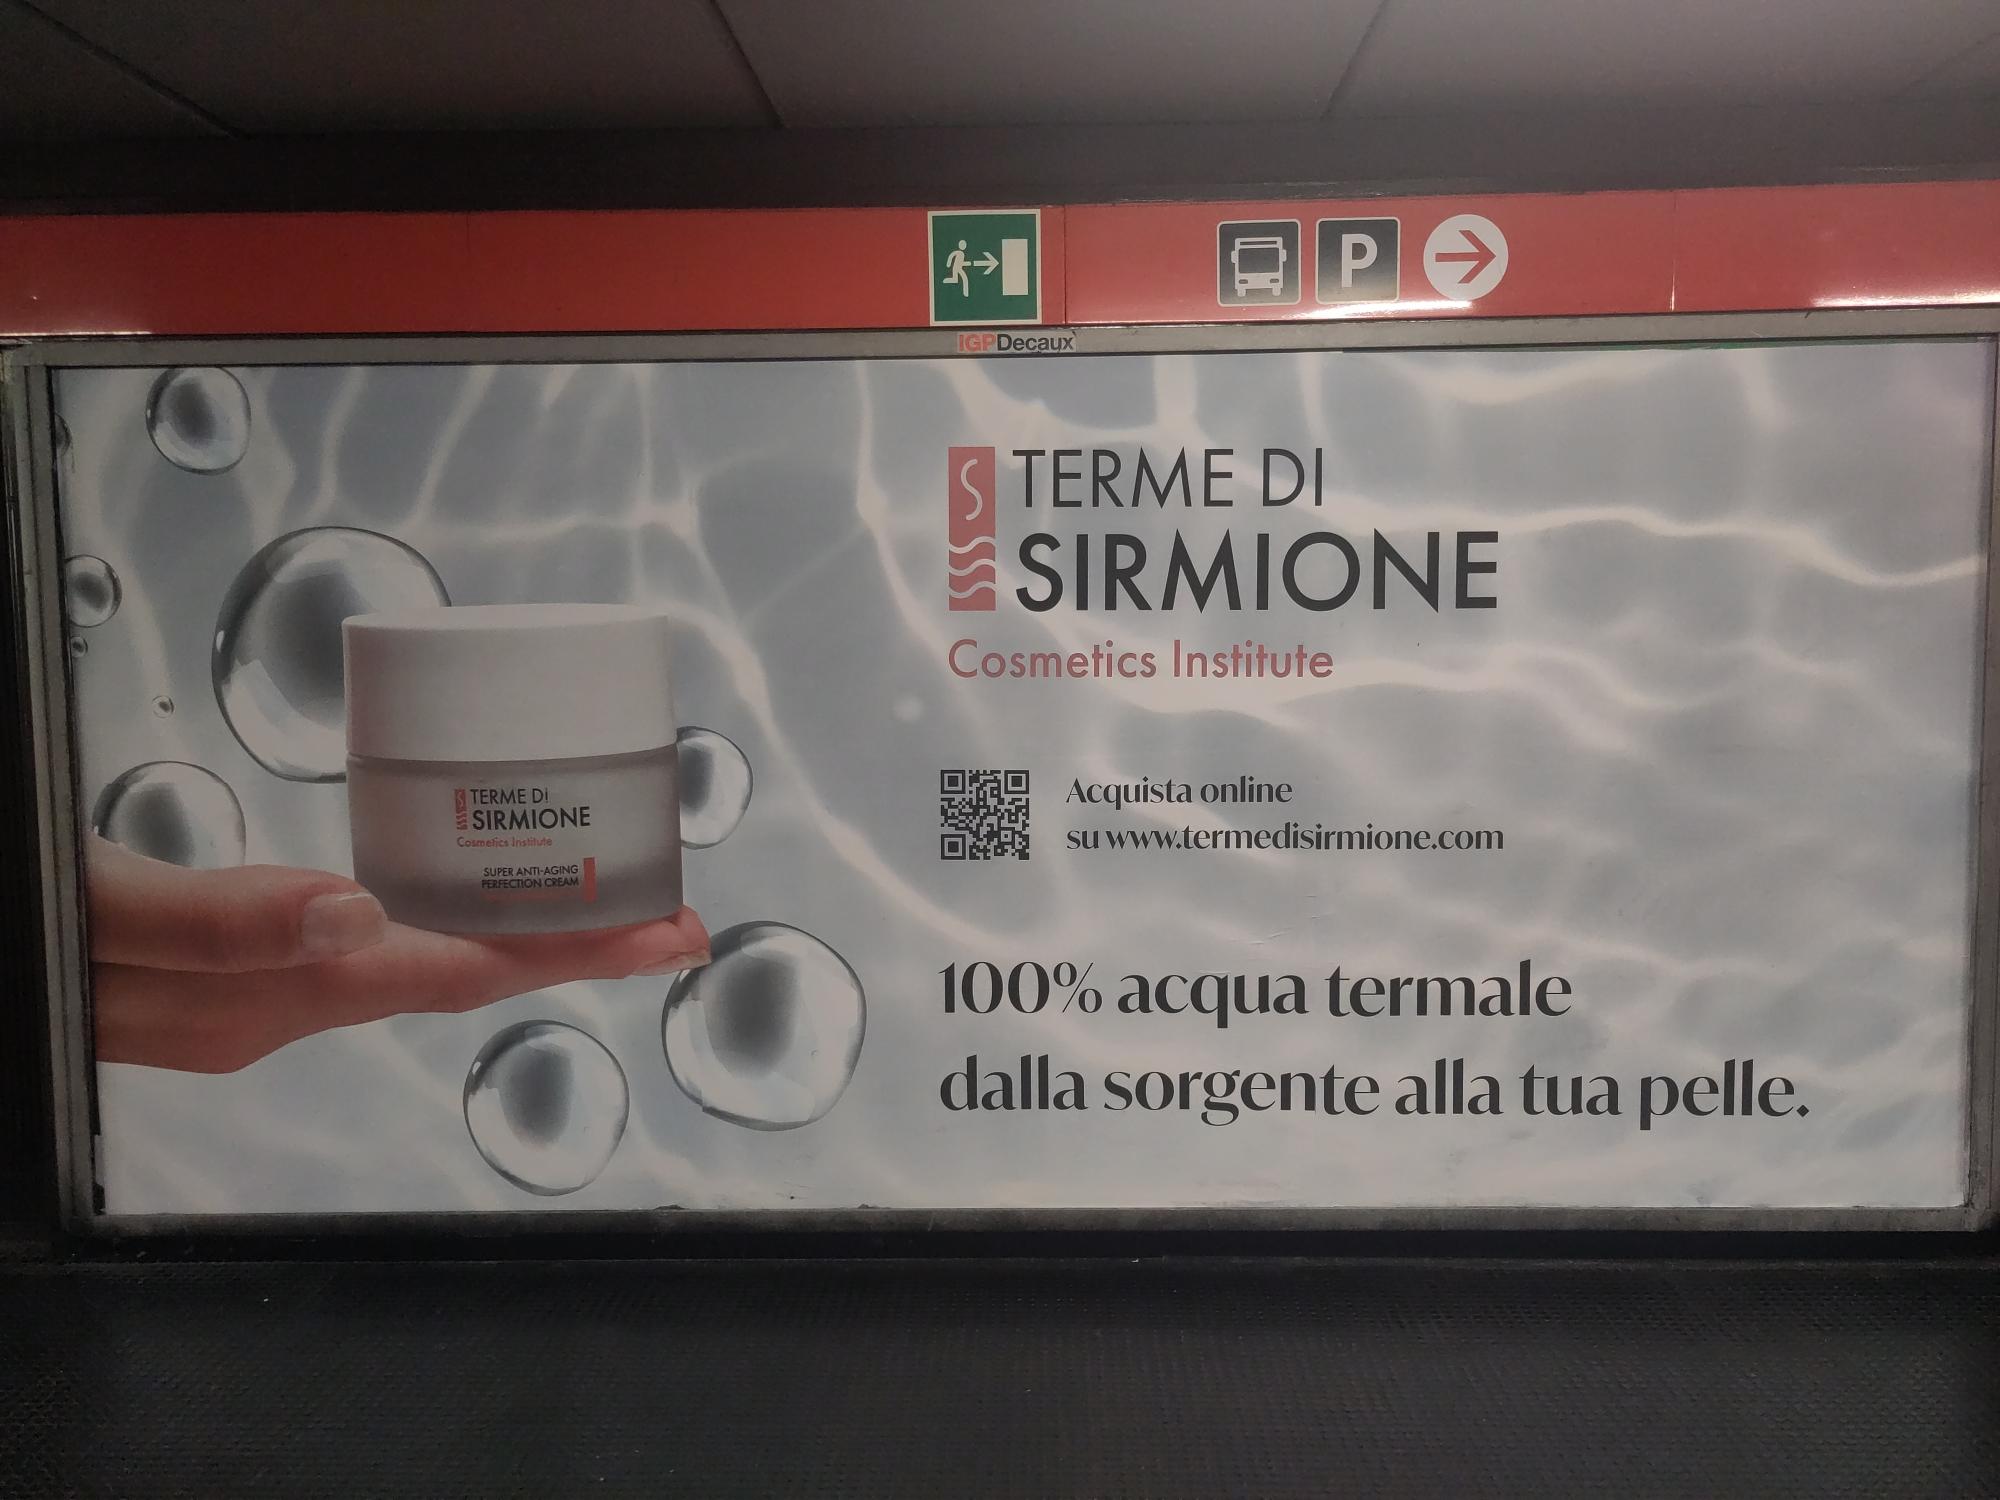 P
IGPDecaux
TERME DI
SIRMIONE
Cosmetics Institute
Acquista online
su www.termedisirmione.com
100% acqua termale
dalla sorgente alla tua pelle.
TERME DI
SIRMIONE
Cosmetics Institute
SUPER ANTI-AGING
PERFECTION CREAM